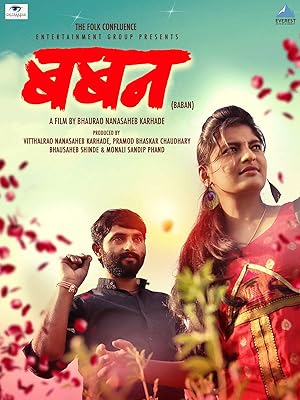 THE FOLK CONFLUENCE
ENTERTAINMENT GROUP PRESENTS
बबन
(BABAN)
A FILM BY BHAURAO NANASAHEB KARHADE
PRODUCED BY
VITTHALRAO NANASAHEB KARHADE, PRAMOD BHASKAR CHAUDHARY
BHAUSAHEB SHINDE & MONALI SANDIP PHAND
EVEREST